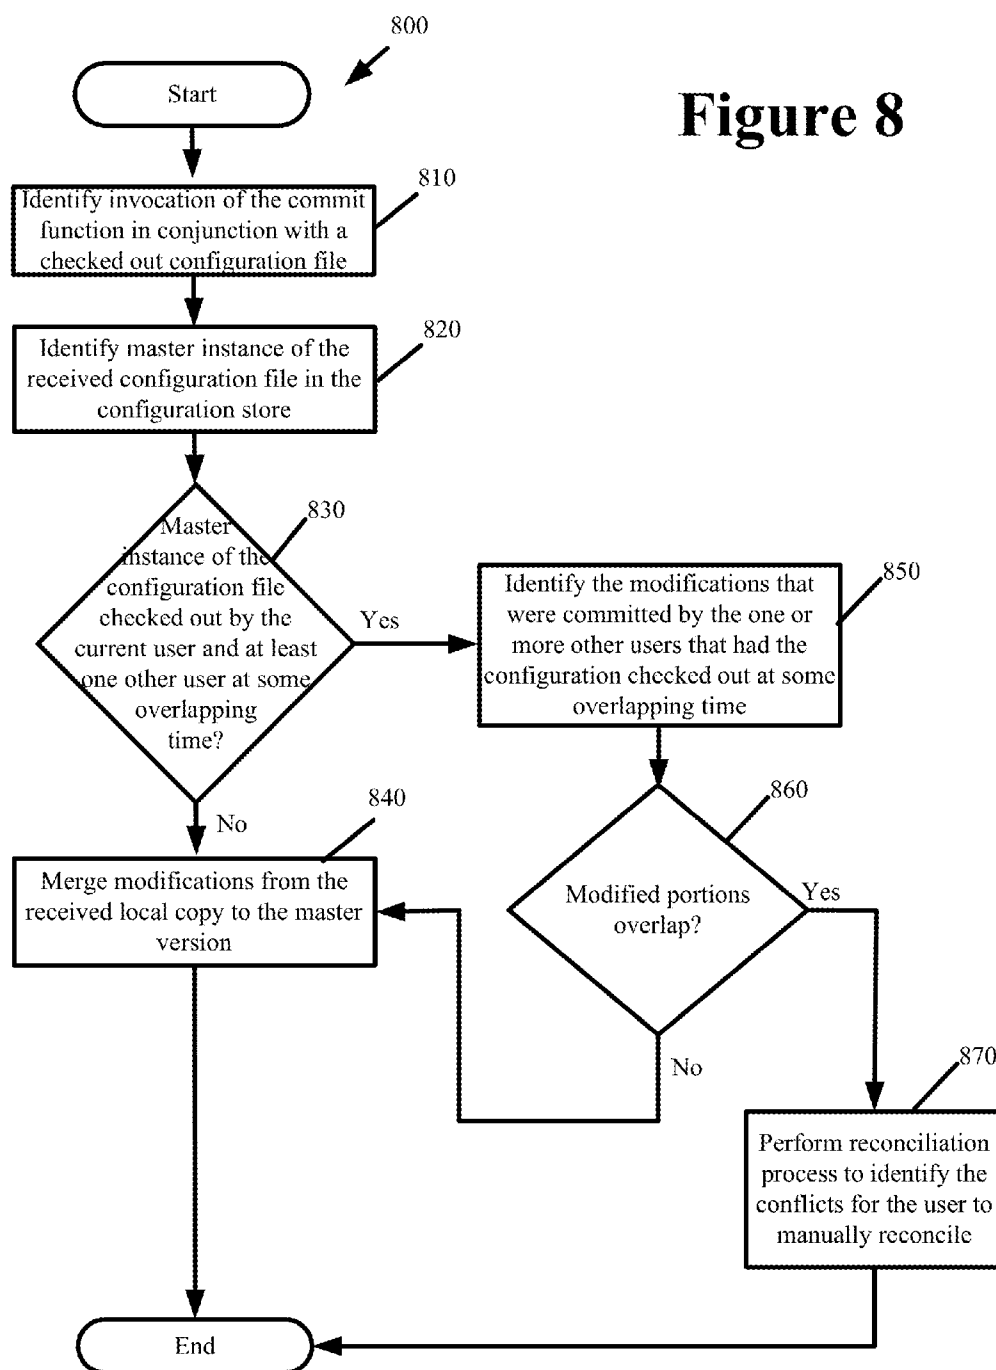 800
Start
Figure 8
810
Identify invocation of the commit
function in conjunction with a
checked out configuration file
820
Identify master instance of the
received configuration file in the
configuration store
830
Master
instance of the
configuration file
checked out by the
current user and at least
one other user at some
overlapping
time?
Yes
850
Identify the modifications that
were committed by the one or
more other users that had the
configuration checked out at some
overlapping time
No
840
Merge modifications from the
received local copy to the master
version
860
Modified portions
overlap?
Yes
No
870
Perform reconciliation
process to identify the
conflicts for the user to
manually reconcile
End